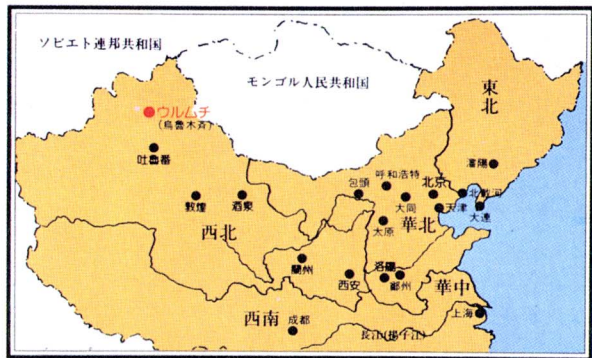 ソビエト連邦共和国
モンゴル人民共和国
東北
ウルムチ
(烏魯木斉)
吐魯番
瀋陽
呼和浩特
包頭
北京
北戴河
敦煌
酒泉
大同
天津
大連
西北
太原
華北
蘭州
西安
洛陽
鄭州
華中
西南
成都
上海
長江(揚子江)